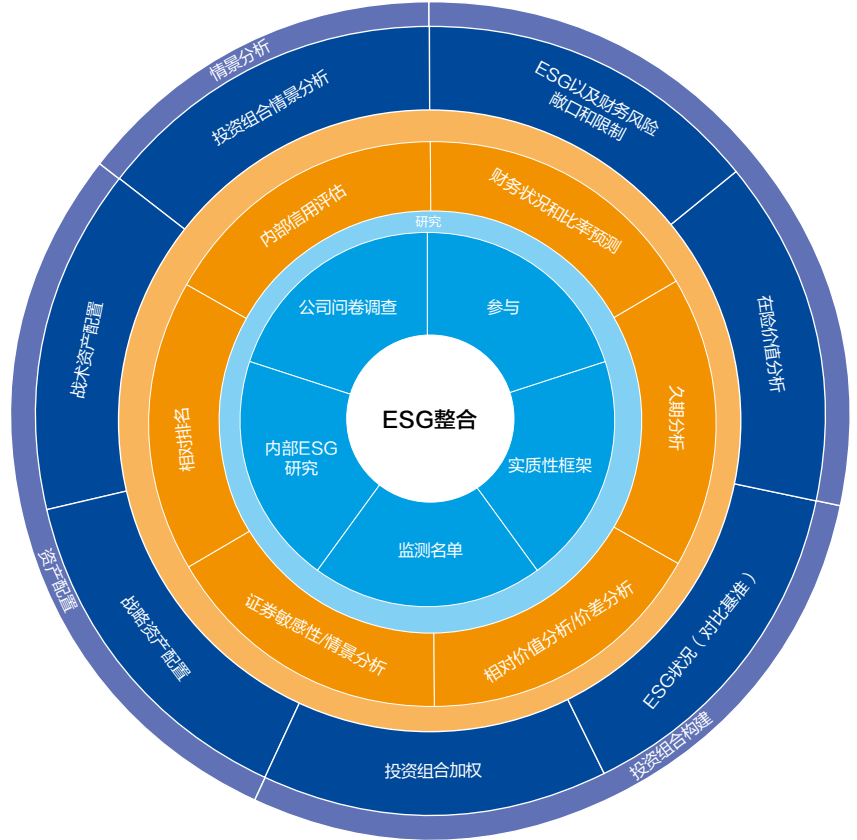 情景分析
投资组合情景分析
ESG以及财务风险
敞口和限制
内部信用评估
财务状况和比率预测
研究
公司问卷调查
参与
战术资产配置
在险价值分析
相对排名
久期分析
ESG整合
内部ESG
研究
实质性框架
监测名单
资产配置
战略资产配置
证券敏感性/情景分析
相对价值分析/价差分析
ESG状况（对比基准）
投资组合加权
投资组合构建